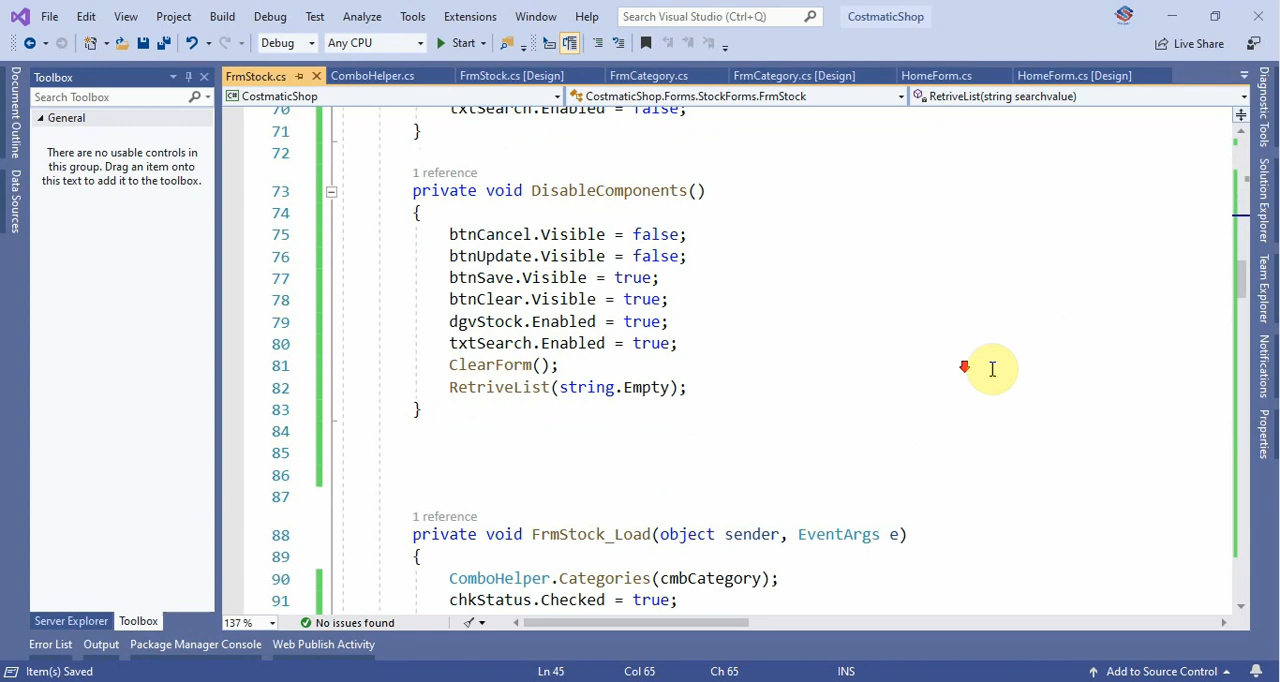 File Edit View Project Build Debug Test Analyze Tools Extensions Window Help Search Visual Studio (Ctrl+Q) CostmaticShop
Debug Any CPU Start Live Share
Toolbox
Search Toolbox
General
There are no usable controls in
this group. Drag an item onto
this text to add it to the toolbox.
Server Explorer Toolbox
Document Outline
Data Sources
FrmStock.cs ComboHelper.cs FrmStock.cs [Design] FrmCategory.cs FrmCategory.cs [Design] HomeForm.cs HomeForm.cs [Design]
CostmaticShop CostmaticShop.Forms.StockForms.FrmStock RetriveList(string searchvalue)
70 txtSearch.Enabled = false;
71 }
72
1 reference
73 private void DisableComponents()
74 {
75 btnCancel.Visible = false;
76 btnUpdate.Visible = false;
77 btnSave.Visible = true;
78 btnClear.Visible = true;
79 dgvStock.Enabled = true;
80 txtSearch.Enabled = true;
81 ClearForm();
82 RetriveList(string.Empty);
83 }
84
85
86
87
1 reference
88 private void FrmStock_Load(object sender, EventArgs e)
89 {
90 ComboHelper.Categories(cmbCategory);
91 chkStatus.Checked = true;
137 % No issues found
Diagnostic Tools
Solution Explorer
Team Explorer
Notifications
Properties
Error List Output Package Manager Console Web Publish Activity
Item(s) Saved Ln 45 Col 65 Ch 65 INS Add to Source Control